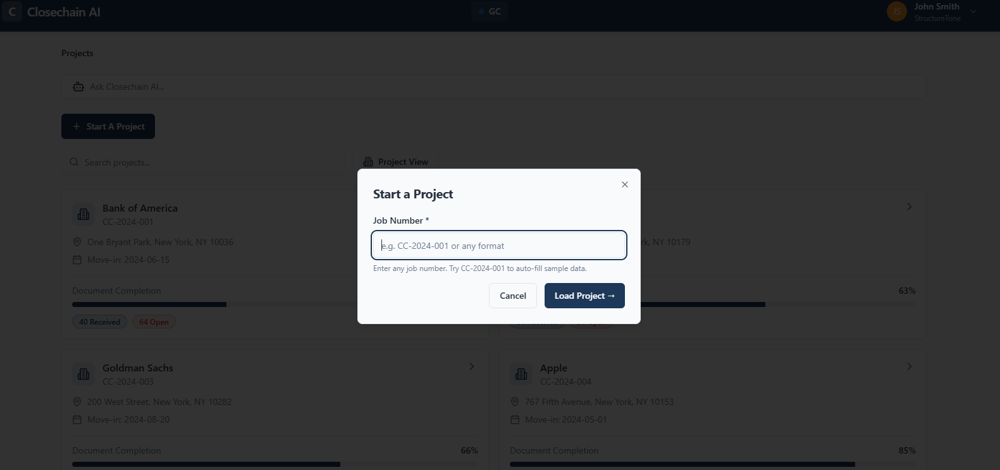 C Closechain AI
GC
JS John Smith
StructureTone
Projects
Ask Closechain AI...
+ Start A Project
Search projects...
Project View
Start a Project
Job Number *
e.g. CC-2024-001 or any format
Enter any job number. Try CC-2024-001 to auto-fill sample data.
Cancel
Load Project →
Bank of America
CC-2024-001
One Bryant Park, New York, NY 10036
Move-in: 2024-06-15
Document Completion
40 Received
64 Open
rk, NY 10179
63%
Goldman Sachs
CC-2024-003
200 West Street, New York, NY 10282
Move-in: 2024-08-20
Document Completion
66%
Apple
CC-2024-004
767 Fifth Avenue, New York, NY 10153
Move-in: 2024-05-01
Document Completion
85%